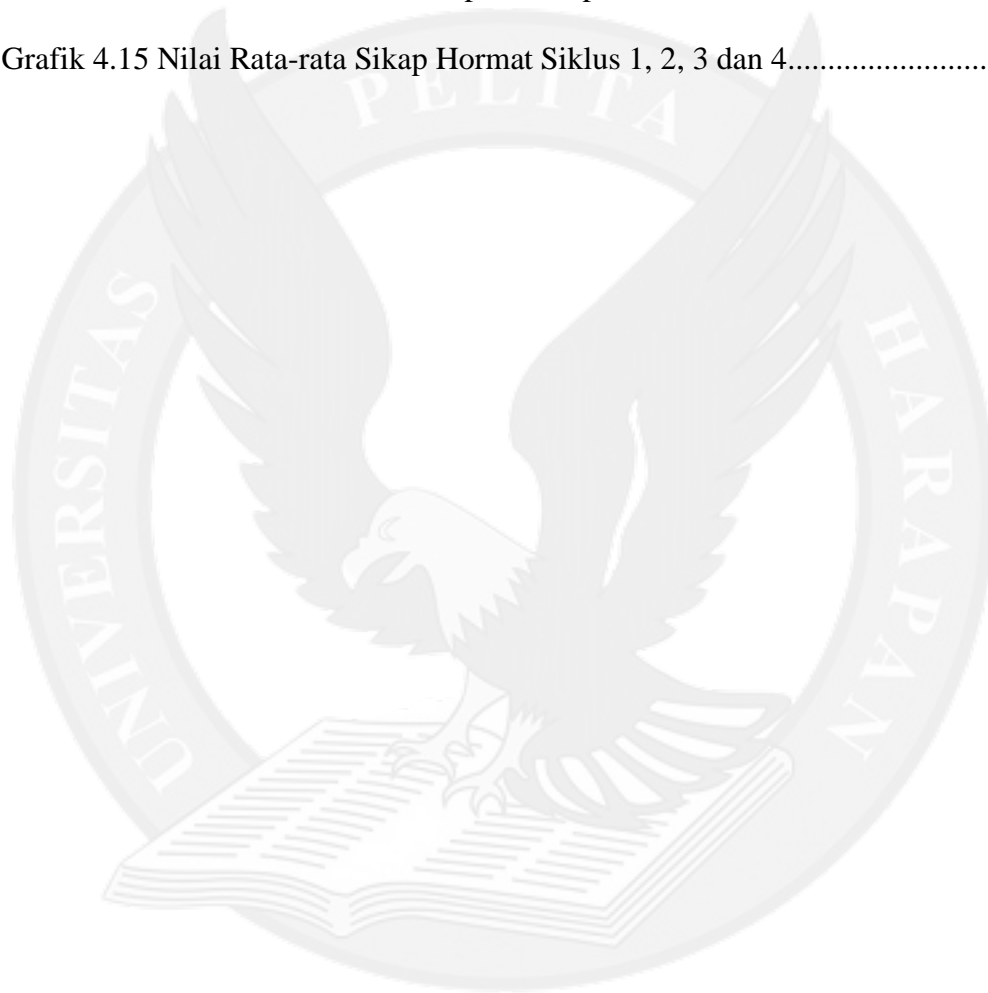 Grafik 4.15 Nilai Rata-rata Sikap Hormat Siklus 1, 2, 3 dan 4.........................
UNIVERSITAS PELITA HARAPAN